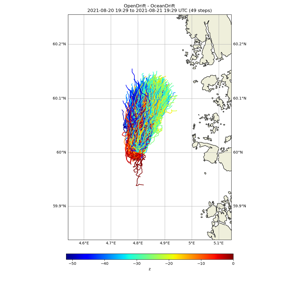 OpenDrift - OceanDrift
2021-08-20 19:29 to 2021-08-21 19:29 UTC (49 steps)
60.2°N 60.2°N
60.1°N 60.1°N
60°N 60°N
59.9°N 59.9°N
4.6°E 4.7°E 4.8°E 4.9°E 5°E 5.1°E
−50 −40 −30 −20 −10 0